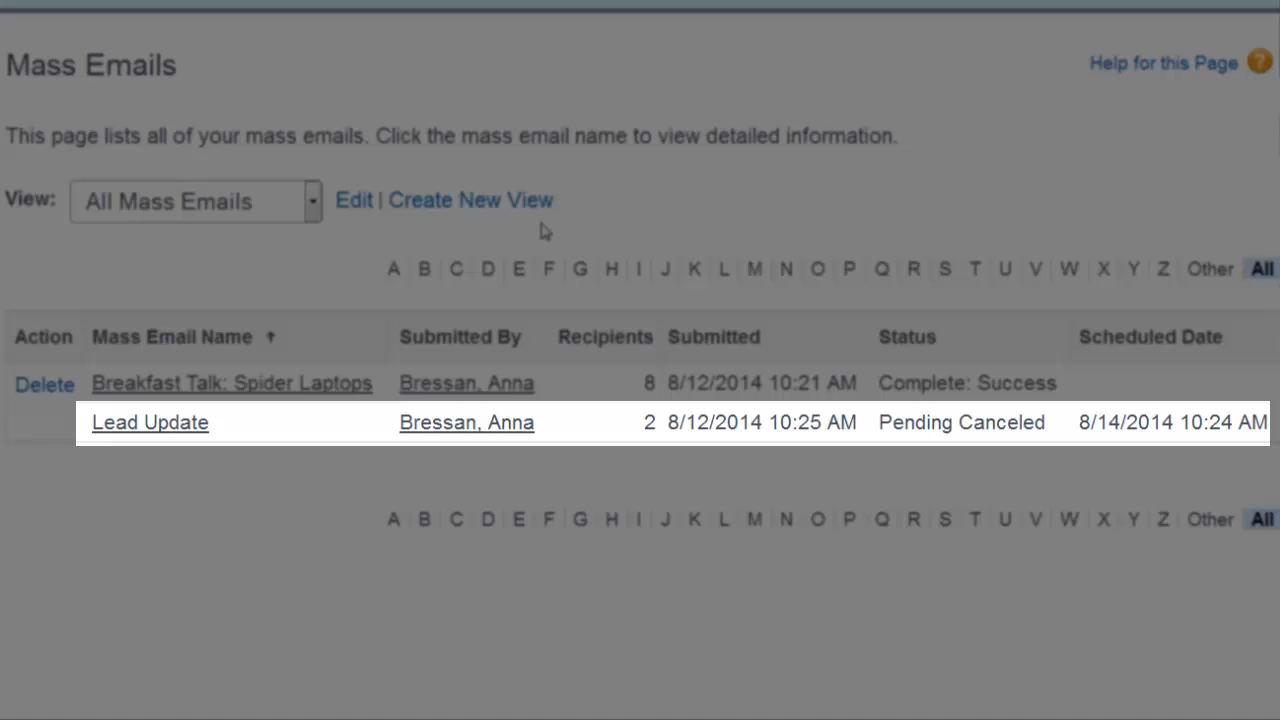 Mass Emails
Help for this Page ?
This page lists all of your mass emails. Click the mass email name to view detailed information.
View: All Mass Emails Edit | Create New View
A B C D E F G H I J K L M N O P Q R S T U V W X Y Z Other All
Action Mass Email Name ↑ Submitted By Recipients Submitted Status Scheduled Date
Delete Breakfast Talk: Spider Laptops Bressan, Anna 8 8/12/2014 10:21 AM Complete: Success
Lead Update Bressan, Anna 2 8/12/2014 10:25 AM Pending Canceled 8/14/2014 10:24 AM
A B C D E F G H I J K L M N O P Q R S T U V W X Y Z Other All